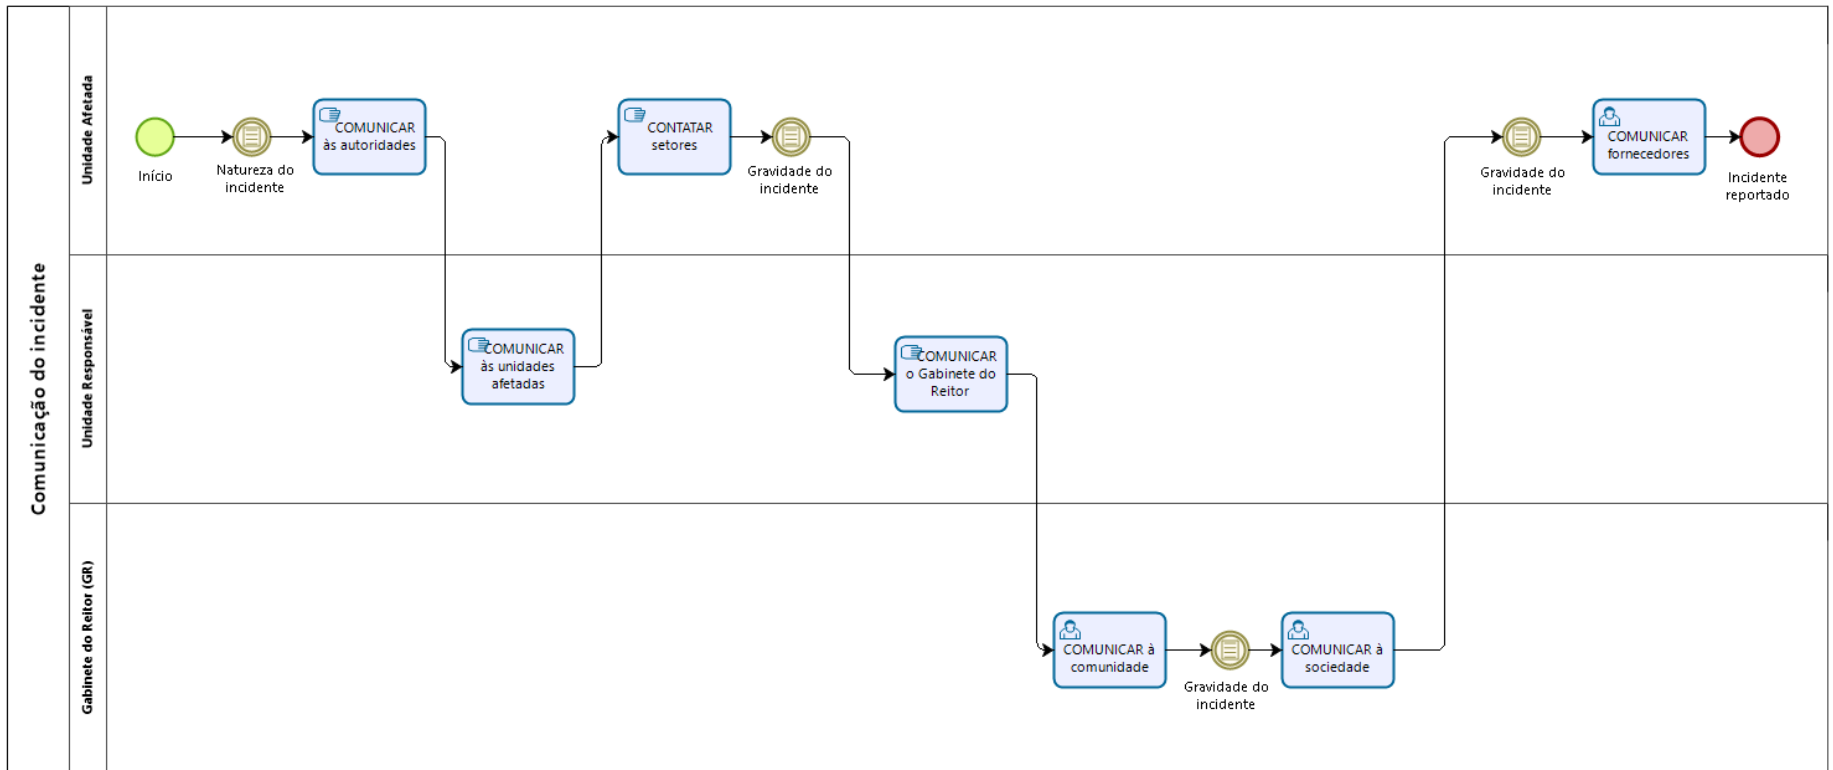 Comunicação do incidente
Unidade Afetada
Início
Natureza do
incidente
COMUNICAR
às autoridades
CONTATAR
setores
Gravidade do
incidente
Gravidade do
incidente
COMUNICAR
fornecedores
Incidente
reportado
Unidade Responsável
COMUNICAR
às unidades
afetadas
COMUNICAR
o Gabinete do
Reitor
Gabinete do Reitor (GR)
COMUNICAR à
comunidade
Gravidade do
incidente
COMUNICAR à
sociedade